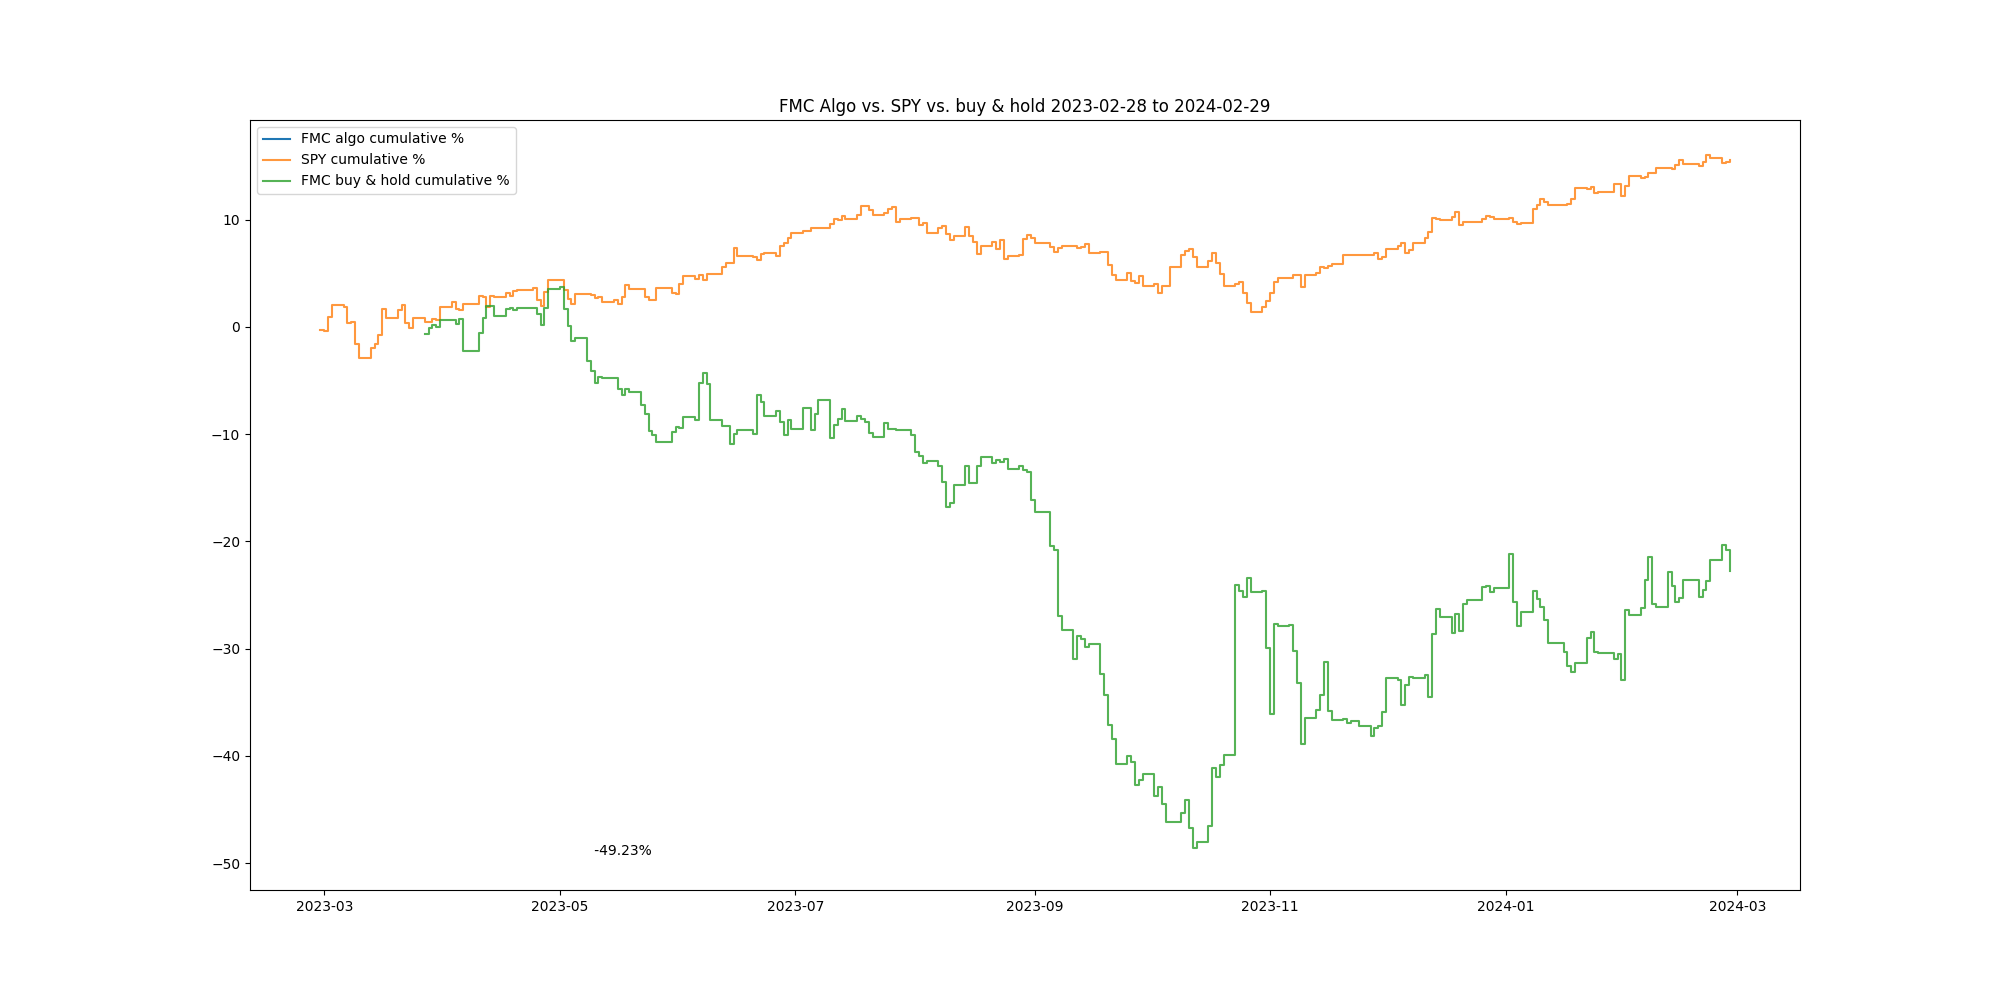 FMC Algo vs. SPY vs. buy & hold 2023-02-28 to 2024-02-29
FMC algo cumulative %
SPY cumulative %
FMC buy & hold cumulative %
10
0
−10
−20
−30
−40
−50
-49.23%
2023-03 2023-05 2023-07 2023-09 2023-11 2024-01 2024-03